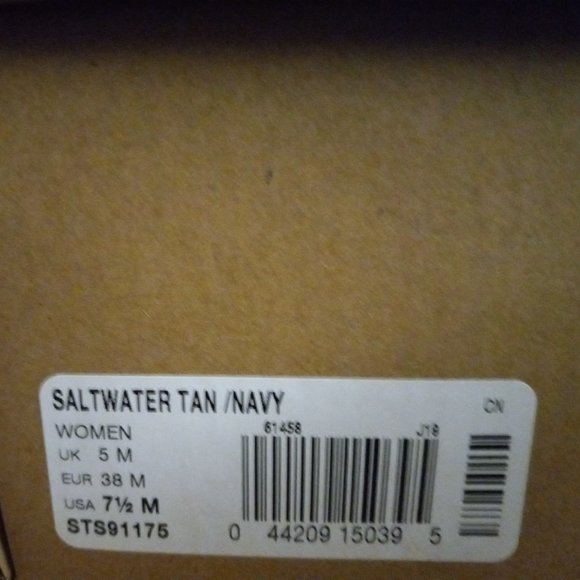 SALTWATER TAN /NAVY CN
WOMEN 61458 J19
UK 5 M
EUR 38 M
USA 7½ M
STS91175
0 44209 15039 5